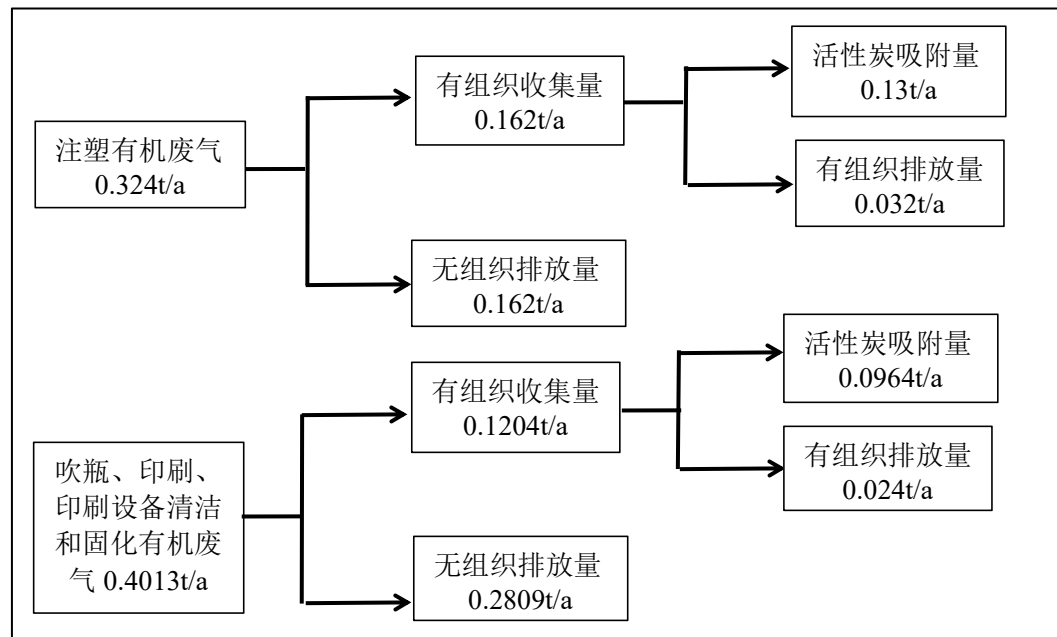 注塑有机废气
0.324t/a
有组织收集量
0.162t/a
活性炭吸附量
0.13t/a
有组织排放量
0.032t/a
无组织排放量
0.162t/a
吹瓶、印刷、
印刷设备清洁
和固化有机废
气 0.4013t/a
有组织收集量
0.1204t/a
活性炭吸附量
0.0964t/a
有组织排放量
0.024t/a
无组织排放量
0.2809t/a